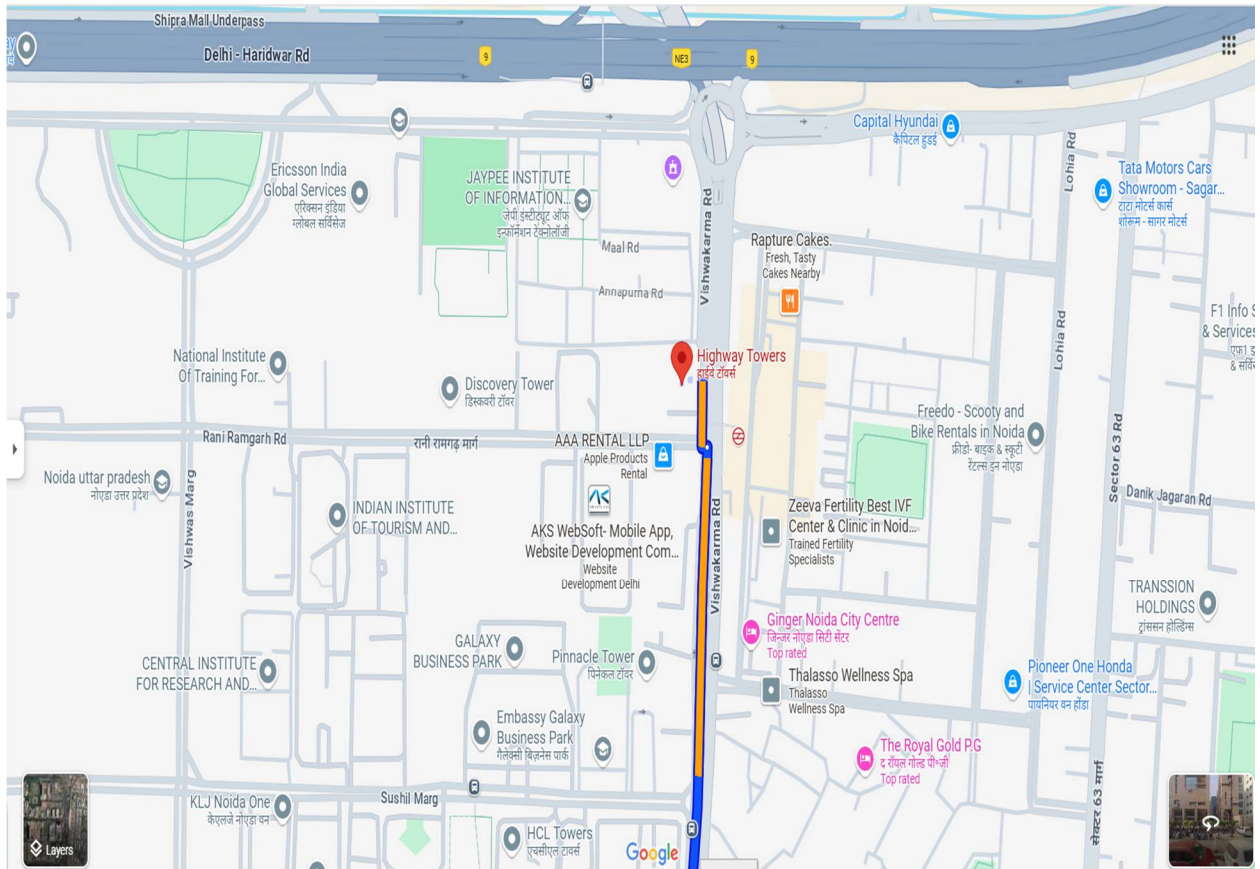 Shipra Mall Underpass
Delhi - Haridwar Rd
9
NE3
9
Capital Hyundai
कैपिटल हुंडई
Ericsson India
Global Services
एरिक्सन इंडिया
ग्लोबल सर्विसेज
JAYPEE INSTITUTE
OF INFORMATION...
जेपी इंस्टीट्यूट ऑफ
इन्फॉर्मेशन टेक्नोलॉजी
Tata Motors Cars
Showroom - Sagar...
टाटा मोटर्स कार्स
शोरूम - सागर मोटर्स
Lohia Rd
Vishwakarma Rd
Maal Rd
Annapurna Rd
Rapture Cakes.
Fresh, Tasty
Cakes Nearby
Lohia Rd
F1 Info S
& Services
& सर्वि
National Institute
Of Training For...
Discovery Tower
डिस्कवरी टॉवर
Highway Towers
हाईवे टॉवर्स
Freedo - Scooty and
Bike Rentals in Noida
फ्रीडो- बाइक & स्कूटी
रेंटल्स इन नोएडा
Rani Ramgarh Rd
रानी रामगढ़ मार्ग
AAA RENTAL LLP
Apple Products
Rental
Sector 63 Rd
Danik Jagaran Rd
Noida uttar pradesh
नोएडा उत्तर प्रदेश
Vishwas Marg
INDIAN INSTITUTE
OF TOURISM AND...
AK
AKS WebSoft- Mobile App,
Website Development Com...
Website
Development Delhi
Vishwakarma Rd
Zeeva Fertility Best IVF
Center & Clinic in Noid...
Trained Fertility
Specialists
TRANSSION
HOLDINGS
ट्रांससन होल्डिंग्स
Ginger Noida City Centre
जिन्जर नोएडा सिटी सेंटर
Top rated
GALAXY
BUSINESS PARK
Pinnacle Tower
पिनेकल टॉवर
CENTRAL INSTITUTE
FOR RESEARCH AND...
Thalasso Wellness Spa
Thalasso
Wellness Spa
Pioneer One Honda
| Service Center Sector...
पायनियर वन होंडा
Embassy Galaxy
Business Park
गैलेक्सी बिज़नेस पार्क
The Royal Gold P.G
द रॉयल गोल्ड पी॰जी
Top rated
सेक्टर 63 मार्ग
KLJ Noida One
केएलजे नोएडा वन
Sushil Marg
HCL Towers
एचसीएल टावर्स
Layers
Google